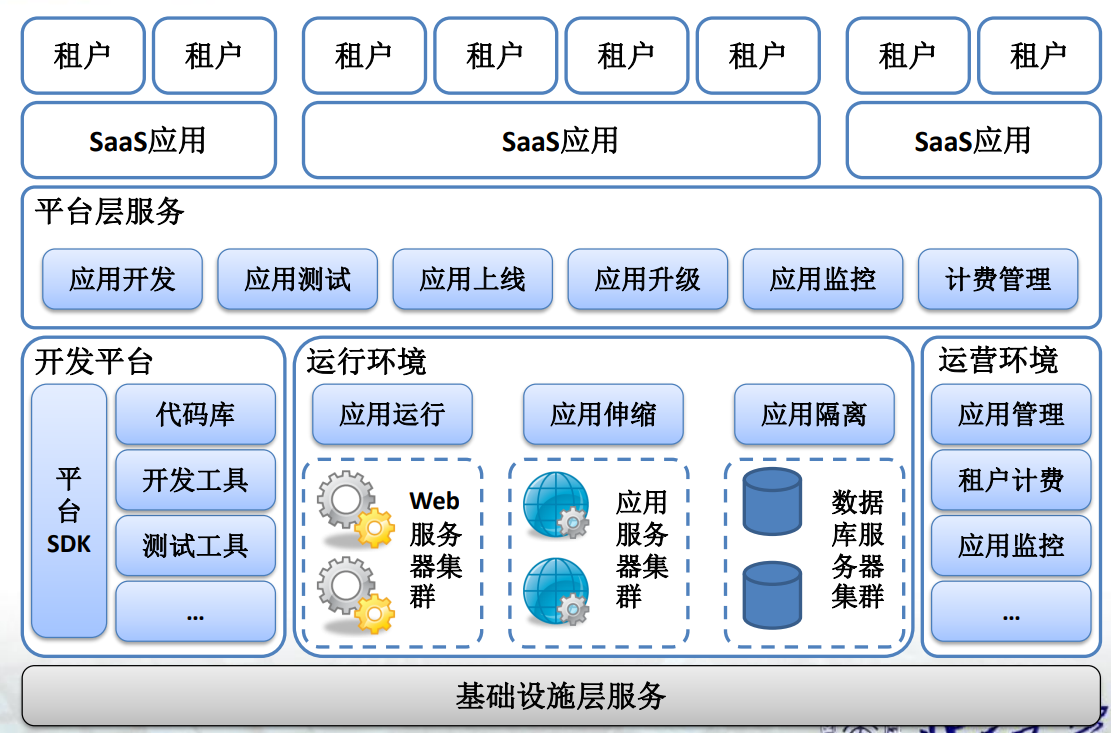 租户 租户 租户 租户 租户 租户 租户 租户
SaaS应用 SaaS应用 SaaS应用
平台层服务
应用开发 应用测试 应用上线 应用升级 应用监控 计费管理
开发平台
平
台
SDK
代码库
开发工具
测试工具
...
运行环境
应用运行 应用伸缩 应用隔离
Web
服务
器集
群
应用
服务
器集
群
数据
库服
务器
集群
运营环境
应用管理
租户计费
应用监控
...
基础设施层服务